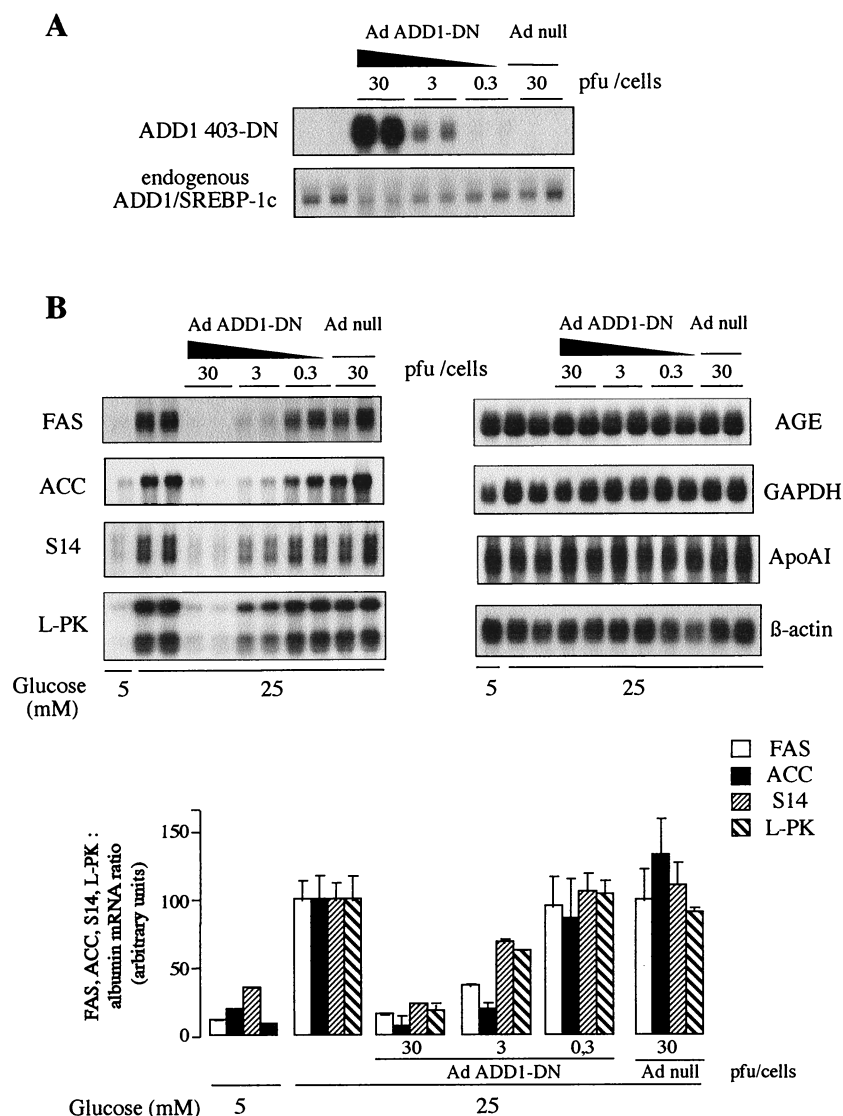 A
Ad ADD1-DN Ad null
30 3 0.3 30 pfu /cells
ADD1 403-DN
endogenous
ADD1/SREBP-1c
B
Ad ADD1-DN Ad null
30 3 0.3 30 pfu /cells
Ad ADD1-DN Ad null
30 3 0.3 30
FAS
ACC
S14
L-PK
AGE
GAPDH
ApoAI
ß-actin
Glucose
(mM)
5 25
5 25
FAS
ACC
S14
L-PK
FAS, ACC, S14, L-PK :
albumin mRNA ratio
(arbitrary units)
150
100
50
0
30 3 0,3 30
Ad ADD1-DN Ad null pfu/cells
Glucose (mM) 5 25